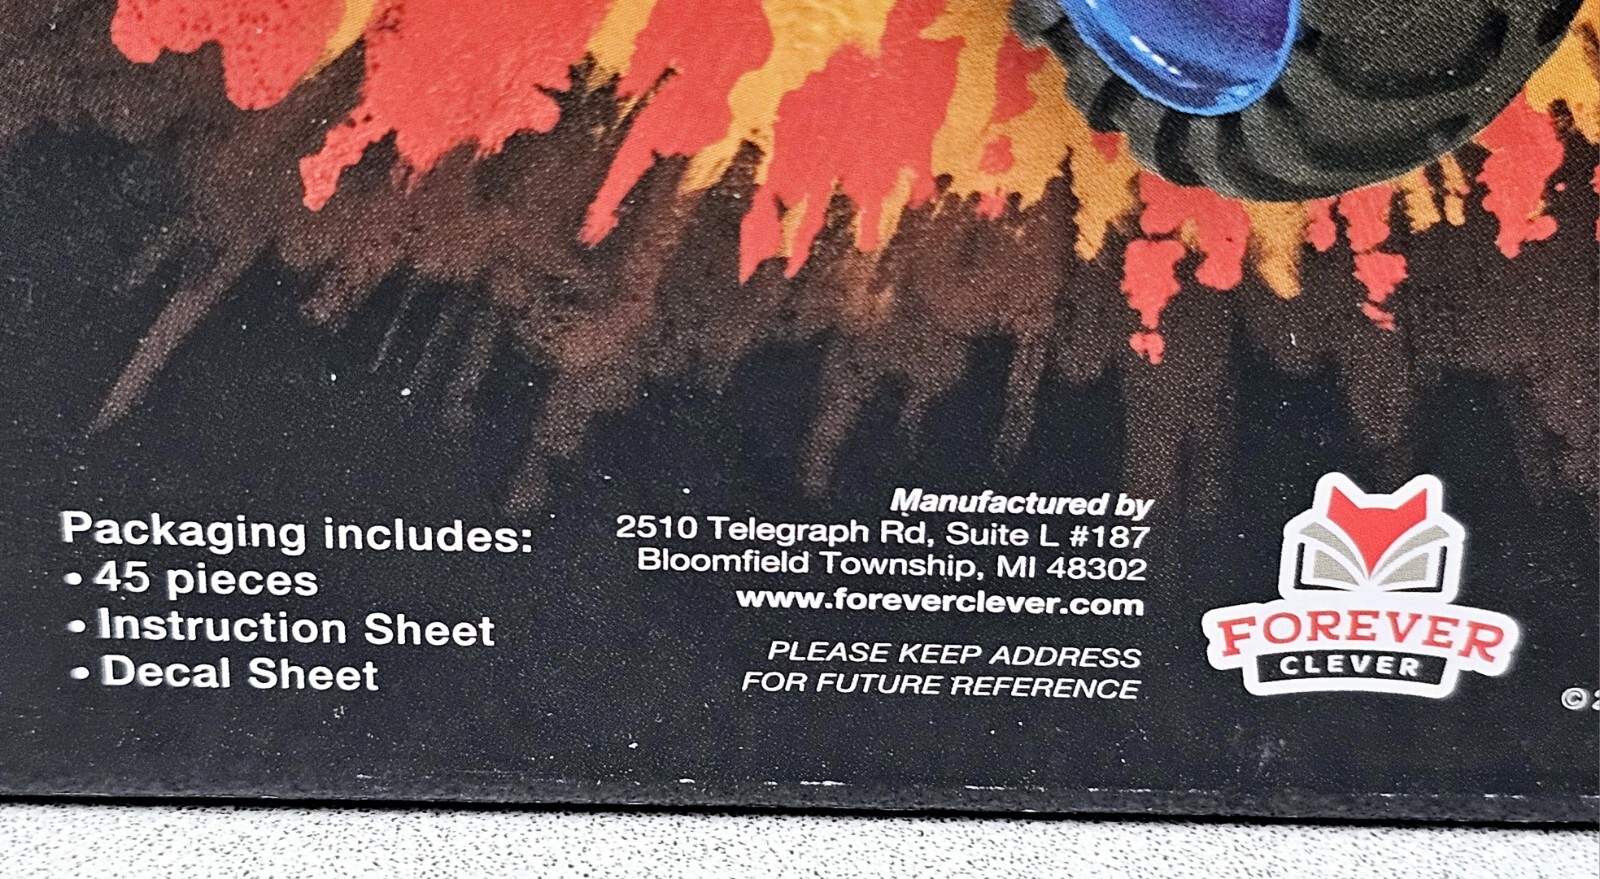 Packaging includes:
• 45 pieces
• Instruction Sheet
• Decal Sheet
Manufactured by
2510 Telegraph Rd, Suite L #187
Bloomfield Township, MI 48302
www.foreverclever.com
PLEASE KEEP ADDRESS
FOR FUTURE REFERENCE
FOREVER
CLEVER
©2